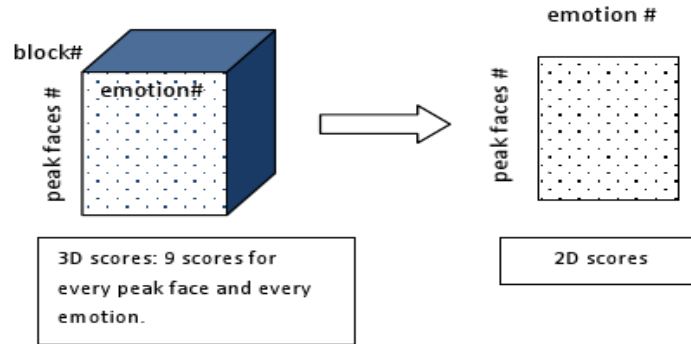 emotion #
block#
emotion#
peak faces #
peak faces #
3D scores: 9 scores for
every peak face and every
emotion.
2D scores